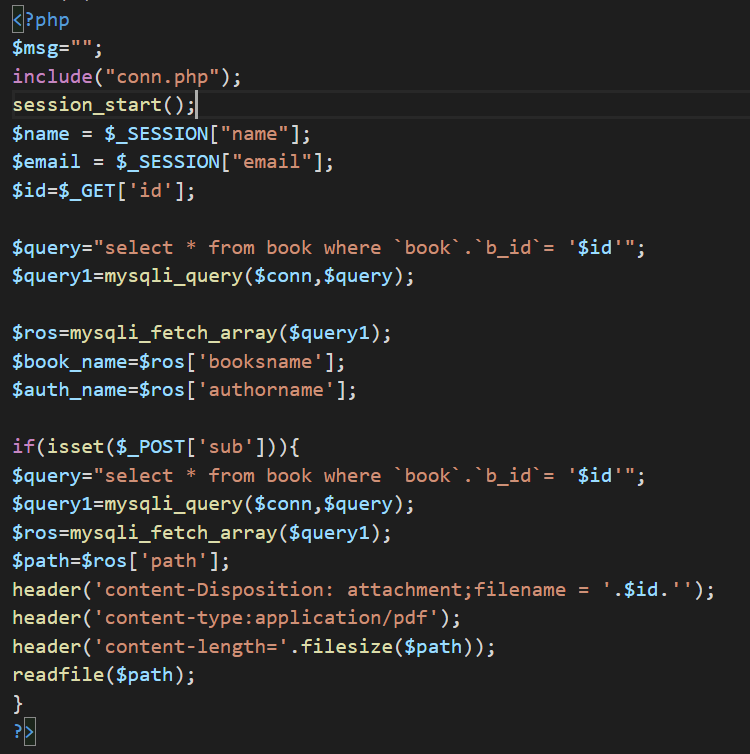 <?php
$msg="";
include("conn.php");
session_start();
$name = $_SESSION["name"];
$email = $_SESSION["email"];
$id=$_GET['id'];
$query="select * from book where `book`.`b_id`= '$id'";
$query1=mysqli_query($conn,$query);
$ros=mysqli_fetch_array($query1);
$book_name=$ros['booksname'];
$auth_name=$ros['authorname'];
if(isset($_POST['sub'])){
$query="select * from book where `book`.`b_id`= '$id'";
$query1=mysqli_query($conn,$query);
$ros=mysqli_fetch_array($query1);
$path=$ros['path'];
header('content-Disposition: attachment;filename = '.$id.'');
header('content-type:application/pdf');
header('content-length='.filesize($path));
readfile($path);
}
?>